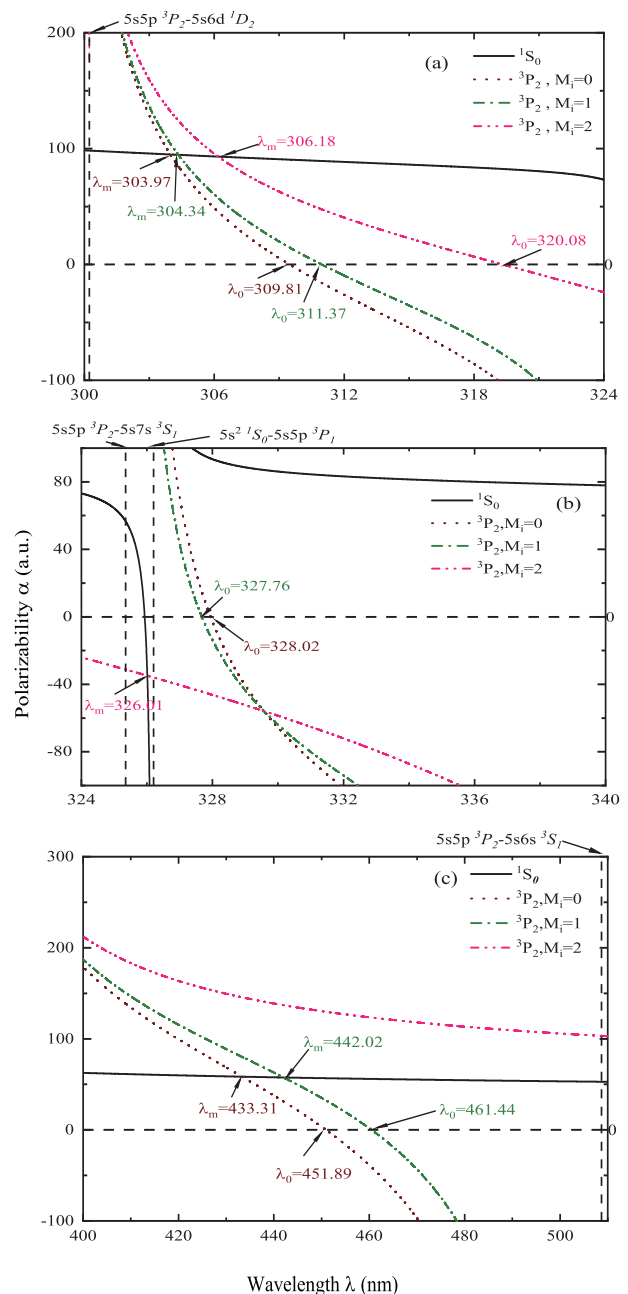 5s5p ³P₂-5s6d ¹D₂
200
100
0
-100
(a)
¹S₀
³P₂ , Mᵢ=0
³P₂ , Mᵢ=1
³P₂ , Mᵢ=2
λₘ=306.18
λₘ=303.97
λₘ=304.34
λ₀=320.08
0
λ₀=309.81
λ₀=311.37
300 306 312 318 324
5s5p ³P₂-5s7s ³S₁ 5s² ¹S₀-5s5p ³P₁
80
40
0
-40
-80
(b)
¹S₀
³P₂,Mᵢ=0
³P₂,Mᵢ=1
³P₂,Mᵢ=2
λ₀=327.76
0
λ₀=328.02
λₘ=326.01
324 328 332 336 340
Polarizability α (a.u.)
5s5p ³P₂-5s6s ³S₁
300
200
100
0
-100
(c)
¹S₀
³P₂,Mᵢ=0
³P₂,Mᵢ=1
³P₂,Mᵢ=2
λₘ=442.02
λₘ=433.31
λ₀=461.44
0
λ₀=451.89
400 420 440 460 480 500
Wavelength λ (nm)